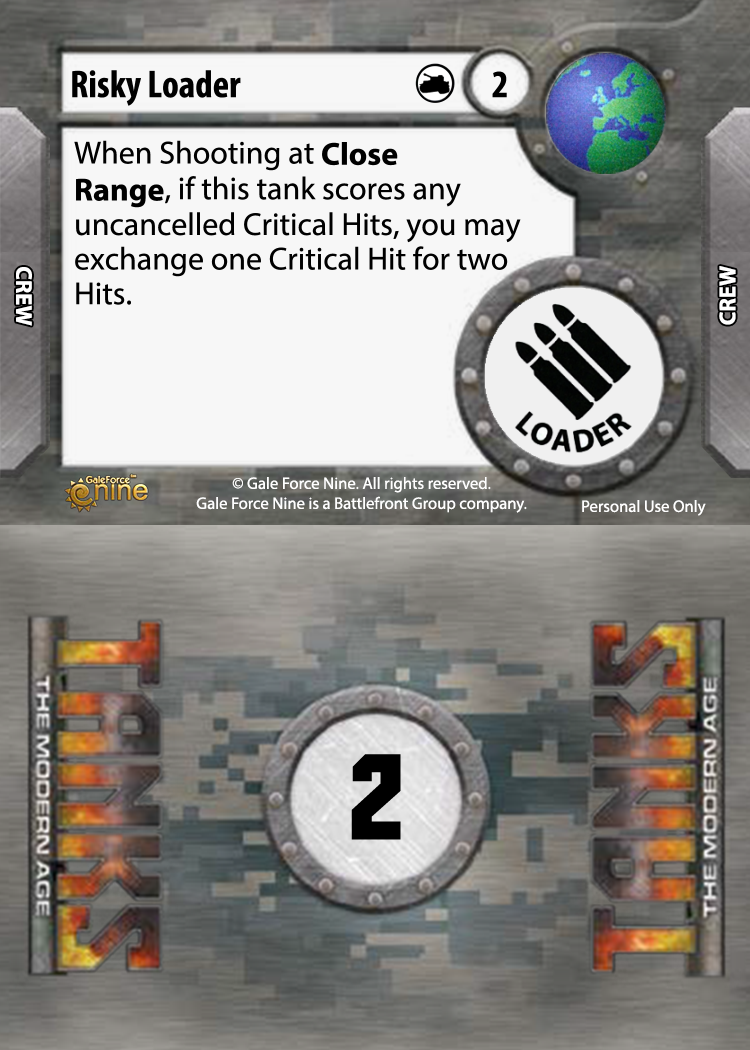 Risky Loader
2
When Shooting at Close
Range, if this tank scores any
uncancelled Critical Hits, you may
exchange one Critical Hit for two
Hits.
CREW
CREW
LOADER
GaleForce™
nine
© Gale Force Nine. All rights reserved.
Gale Force Nine is a Battlefront Group company.
Personal Use Only
TANKS
THE MODERN AGE
2
TANKS
THE MODERN AGE